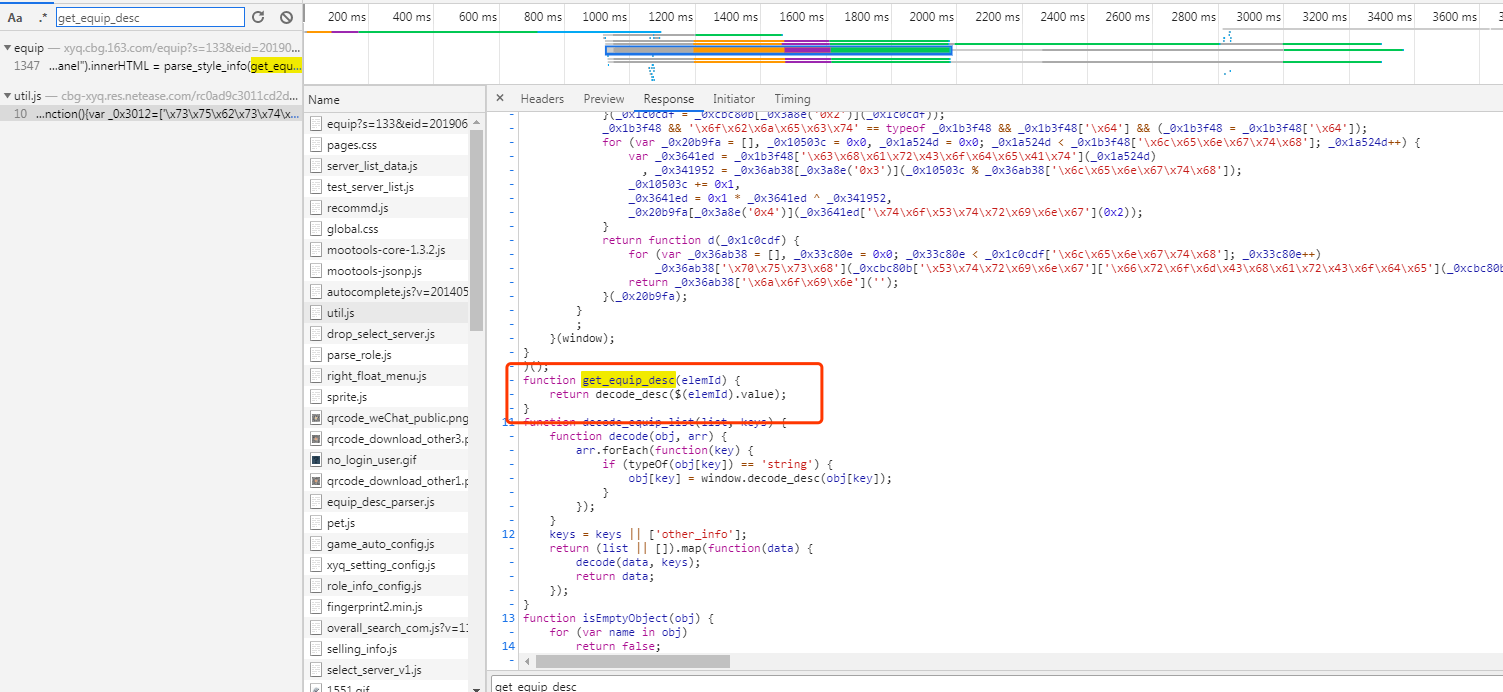 Aa .* get_equip_desc
equip — xyq.cbg.163.com/equip?s=133&eid=20190...
1347 ...anel").innerHTML = parse_style_info(get_equ...
util.js — cbg-xyq.res.netease.com/rc0ad9c3011cd2d...
10 ...nction(){var _0x3012=['\x73\x75\x62\x73\x74\x...
200 ms 400 ms 600 ms 800 ms 1000 ms 1200 ms 1400 ms 1600 ms 1800 ms 2000 ms 2200 ms 2400 ms 2600 ms 2800 ms 3000 ms 3200 ms 3400 ms 3600 ms
Name
equip?s=133&eid=201906
pages.css
server_list_data.js
test_server_list.js
recommd.js
global.css
mootools-core-1.3.2.js
mootools-jsonp.js
autocomplete.js?v=201405
util.js
drop_select_server.js
parse_role.js
right_float_menu.js
sprite.js
qrcode_weChat_public.png
qrcode_download_other3.p
no_login_user.gif
qrcode_download_other1.p
equip_desc_parser.js
pet.js
game_auto_config.js
xyq_setting_config.js
role_info_config.js
fingerprint2.min.js
overall_search_com.js?v=11
selling_info.js
select_server_v1.js
1551.gif
× Headers Preview Response Initiator Timing
}(_0x1c0cdf = _0xcbc80b[_0x3a8e('0x2')](_0x1c0cdf));
_0x1b3f48 && '\x6f\x62\x6a\x65\x63\x74' == typeof _0x1b3f48 && _0x1b3f48['\x64'] && (_0x1b3f48 = _0x1b3f48['\x64']);
for (var _0x20b9fa = [], _0x10503c = 0x0, _0x1a524d = 0x0; _0x1a524d < _0x1b3f48['\x6c\x65\x6e\x67\x74\x68']; _0x1a524d++) {
var _0x3641ed = _0x1b3f48['\x63\x68\x61\x72\x43\x6f\x64\x65\x41\x74'](_0x1a524d)
, _0x341952 = _0x36ab38[_0x3a8e('0x3')](_0x10503c % _0x36ab38['\x6c\x65\x6e\x67\x74\x68']);
_0x10503c += 0x1,
_0x3641ed = 0x1 * _0x3641ed ^ _0x341952,
_0x20b9fa[_0x3a8e('0x4')](_0x3641ed['\x74\x6f\x53\x74\x72\x69\x6e\x67'](0x2));
}
return function d(_0x1c0cdf) {
for (var _0x36ab38 = [], _0x33c80e = 0x0; _0x33c80e < _0x1c0cdf['\x6c\x65\x6e\x67\x74\x68']; _0x33c80e++)
_0x36ab38['\x70\x75\x73\x68'](_0xcbc80b['\x53\x74\x72\x69\x6e\x67']['\x66\x72\x6f\x6d\x43\x68\x61\x72\x43\x6f\x64\x65'](_0xcbc80b
return _0x36ab38['\x6a\x6f\x69\x6e']('');
}(_0x20b9fa);
}
;
}(window);
}
)();
function get_equip_desc(elemId) {
return decode_desc($(elemId).value);
}
11 function decode_equip_list(list, keys) {
function decode(obj, arr) {
arr.forEach(function(key) {
if (typeOf(obj[key]) == 'string') {
obj[key] = window.decode_desc(obj[key]);
}
});
}
12 keys = keys || ['other_info'];
return (list || []).map(function(data) {
decode(data, keys);
return data;
});
}
13 function isEmptyObject(obj) {
for (var name in obj)
14 return false;
get_equip_desc